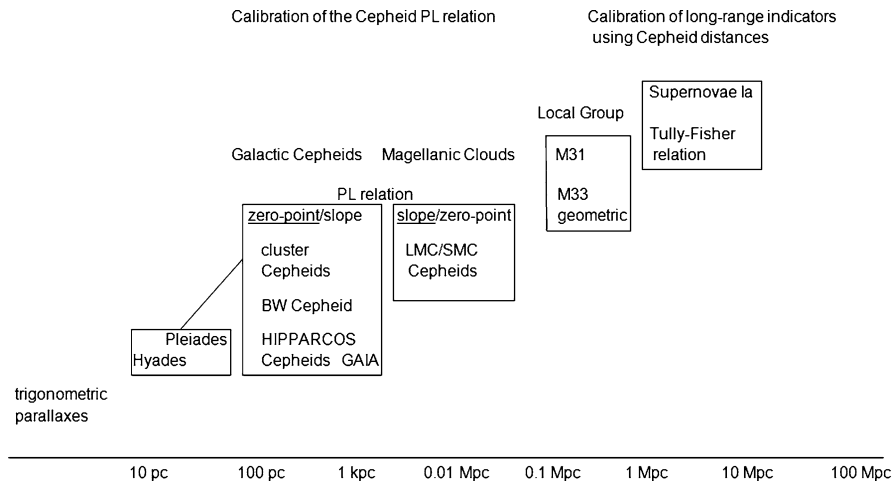 Calibration of the Cepheid PL relation
Calibration of long-range indicators
using Cepheid distances
Supernovae Ia
Tully-Fisher
relation
Local Group
M31
M33
geometric
Galactic Cepheids
Magellanic Clouds
PL relation
zero-point/slope
cluster
Cepheids
BW Cepheid
HIPPARCOS
Cepheids GAIA
slope/zero-point
LMC/SMC
Cepheids
Pleiades
Hyades
trigonometric
parallaxes
10 pc 100 pc 1 kpc 0.01 Mpc 0.1 Mpc 1 Mpc 10 Mpc 100 Mpc